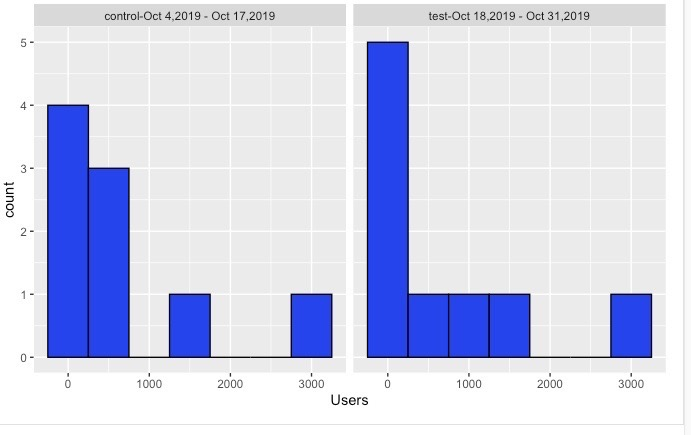 control-Oct 4,2019 - Oct 17,2019
test-Oct 18,2019 - Oct 31,2019
5
4
3
2
1
0
count
0 1000 2000 3000
0 1000 2000 3000
Users